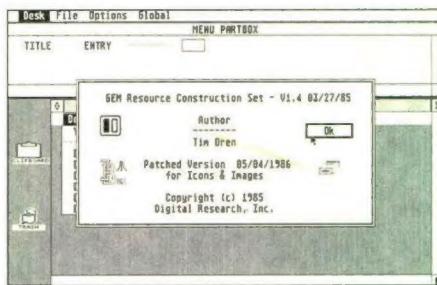 Desk File Options Global
MENU PARTBOX
TITLE ENTRY
GEM Resource Construction Set - V1.4 03/27/85
Author
--------
Tim Oren
Ok
Patched Version 05/04/1986
for Icons & Images
Copyright (c) 1985
Digital Research, Inc.
CLIPBOARD
TRASH